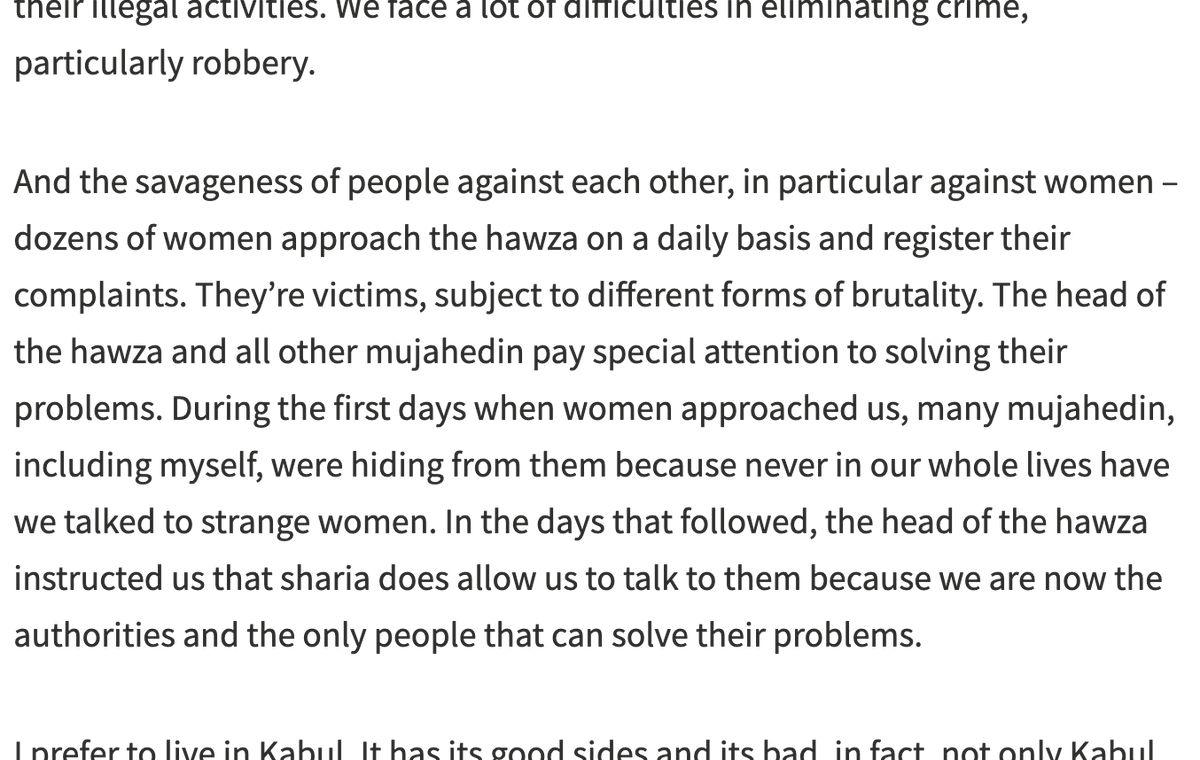 their illegal activities. We face a lot of difficulties in eliminating crime,
particularly robbery.
And the savageness of people against each other, in particular against women –
dozens of women approach the hawza on a daily basis and register their
complaints. They’re victims, subject to different forms of brutality. The head of
the hawza and all other mujahedin pay special attention to solving their
problems. During the first days when women approached us, many mujahedin,
including myself, were hiding from them because never in our whole lives have
we talked to strange women. In the days that followed, the head of the hawza
instructed us that sharia does allow us to talk to them because we are now the
authorities and the only people that can solve their problems.
I prefer to live in Kabul. It has its good sides and its bad, in fact, not only Kabul